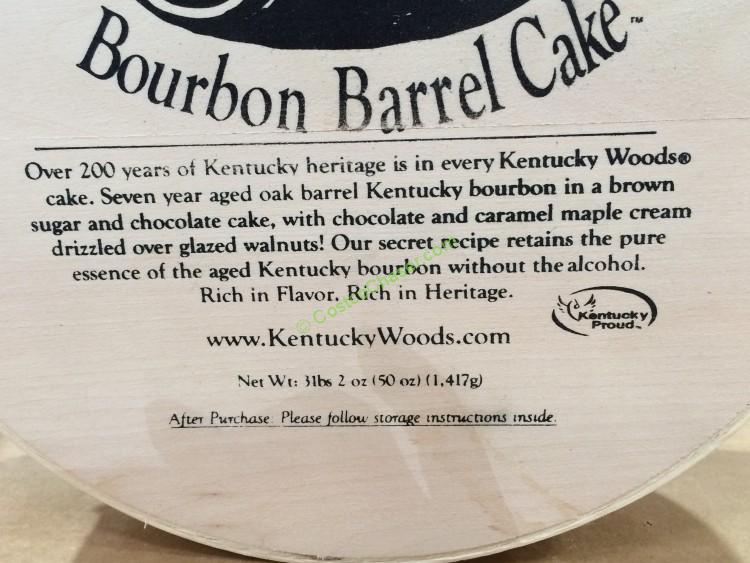 Bourbon Barrel Cake™
Over 200 years of Kentucky heritage is in every Kentucky Woods®
cake. Seven year aged oak barrel Kentucky bourbon in a brown
sugar and chocolate cake, with chocolate and caramel maple cream
drizzled over glazed walnuts! Our secret recipe retains the pure
essence of the aged Kentucky bourbon without the alcohol.
Rich in Flavor. Rich in Heritage.
Kentucky
Proud™
www.KentuckyWoods.com
Net Wt: 3lbs 2 oz (50 oz) (1,417g)
After Purchase: Please follow storage instructions inside.
© CostcoChaser.com